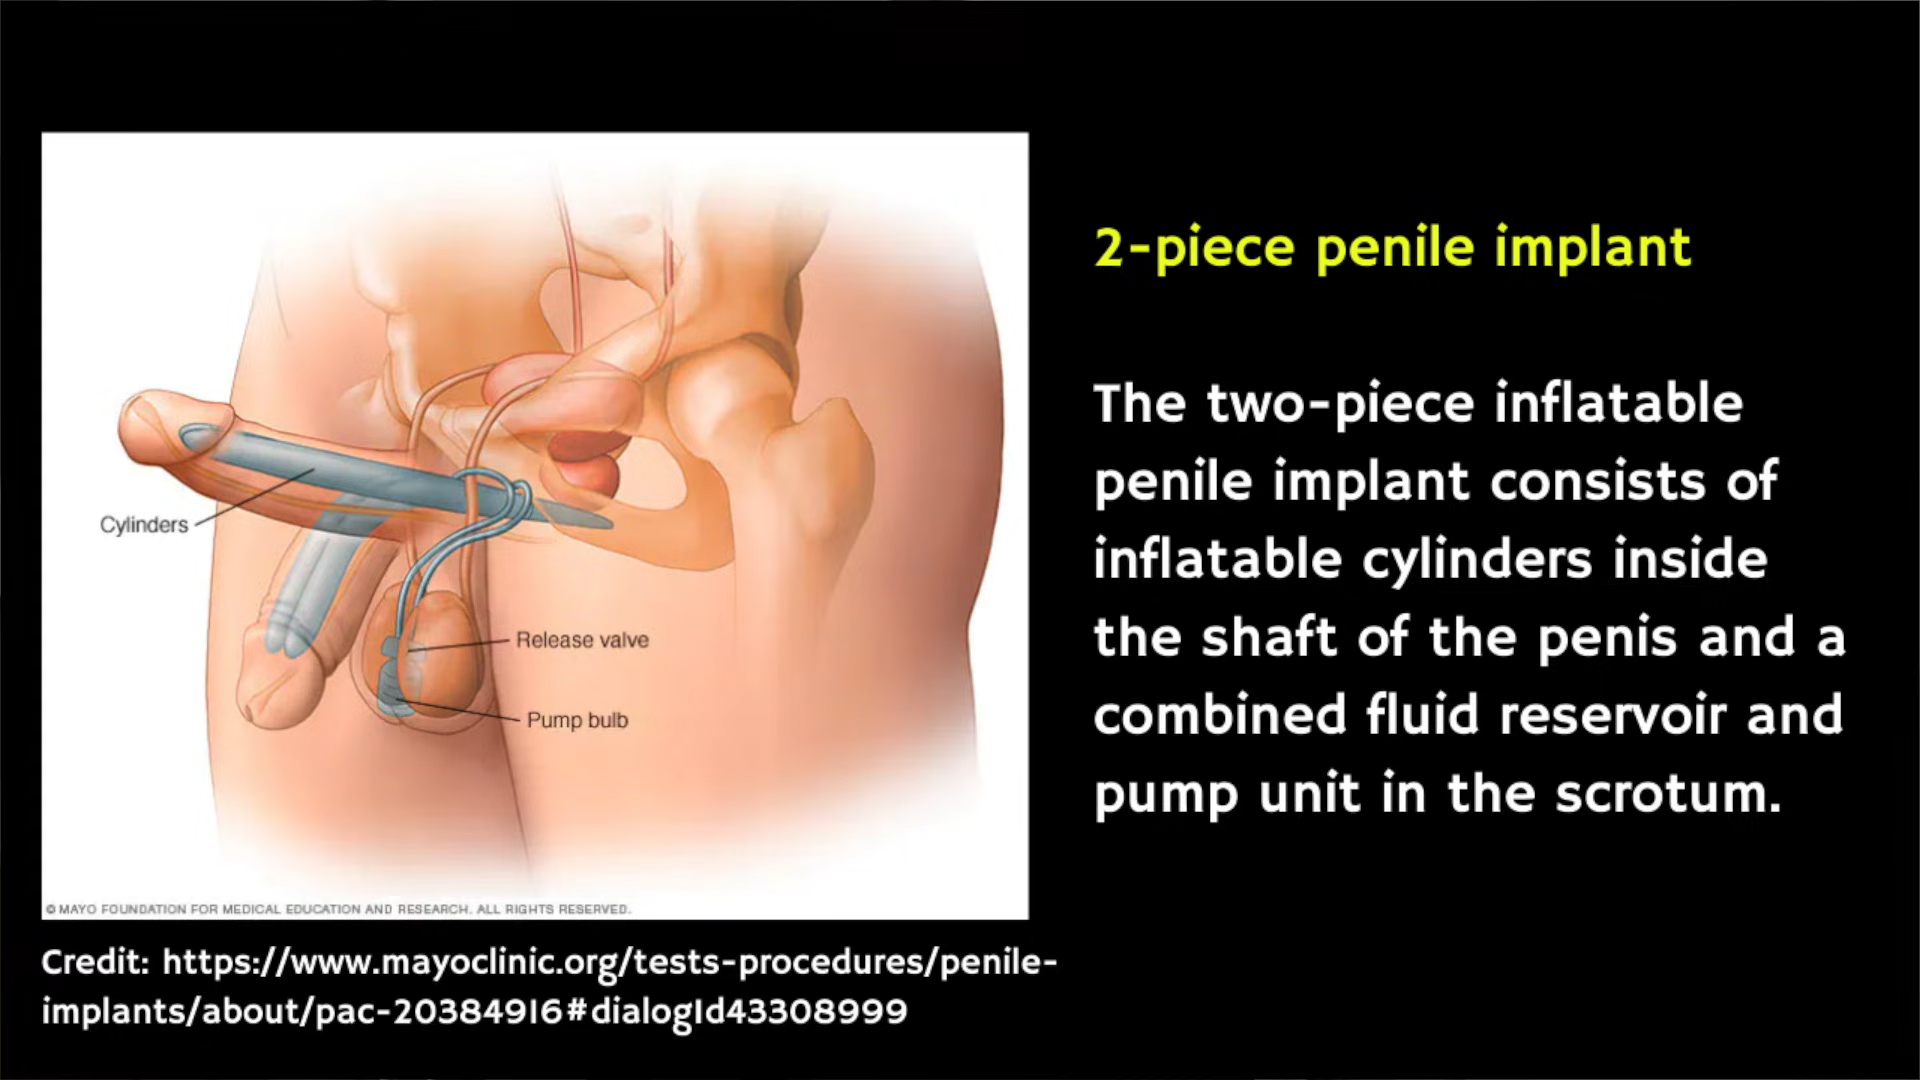 2-piece penile implant
The two-piece inflatable
penile implant consists of
inflatable cylinders inside
the shaft of the penis and a
combined fluid reservoir and
pump unit in the scrotum.
Cylinders
Release valve
Pump bulb
© MAYO FOUNDATION FOR MEDICAL EDUCATION AND RESEARCH. ALL RIGHTS RESERVED.
Credit: https://www.mayoclinic.org/tests-procedures/penile-
implants/about/pac-20384916#dialogId43308999